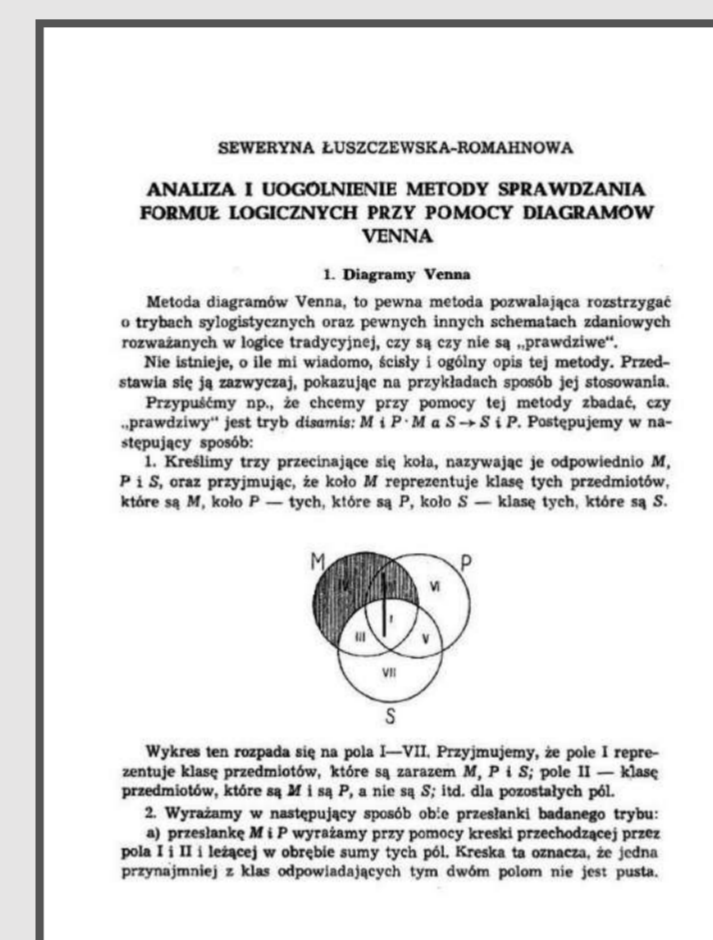 SEWERYNA ŁUSZCZEWSKA-ROMAHNOWA
ANALIZA I UOGÓLNIENIE METODY SPRAWDZANIA
FORMUŁ LOGICZNYCH PRZY POMOCY DIAGRAMÓW
VENNA
1. Diagramy Venna
Metoda diagramów Venna, to pewna metoda pozwalająca rozstrzygać
o trybach sylogistycznych oraz pewnych innych schematach zdaniowych
rozważanych w logice tradycyjnej, czy są czy nie są „prawdziwe“.
Nie istnieje, o ile mi wiadomo, ścisły i ogólny opis tej metody. Przed-
stawia się ją zazwyczaj, pokazując na przykładach sposób jej stosowania.
Przypuśćmy np., że chcemy przy pomocy tej metody zbadać, czy
„prawdziwy“ jest tryb disamis: M i P · M a S → S i P. Postępujemy w na-
stępujący sposób:
1. Kreślimy trzy przecinające się koła, nazywając je odpowiednio M,
P i S, oraz przyjmując, że koło M reprezentuje klasę tych przedmiotów,
które są M, koło P — tych, które są P, koło S — klasę tych, które są S.
M P
IV VI
I
III V
VII
S
Wykres ten rozpada się na pola I—VII. Przyjmujemy, że pole I repre-
zentuje klasę przedmiotów, które są zarazem M, P i S; pole II — klasę
przedmiotów, które są M i są P, a nie są S; itd. dla pozostałych pól.
2. Wyrażamy w następujący sposób obie przesłanki badanego trybu:
a) przesłankę M i P wyrażamy przy pomocy kreski przechodzącej przez
pola I i II i leżącej w obrębie sumy tych pól. Kreska ta oznacza, że jedna
przynajmniej z klas odpowiadających tym dwóm polom nie jest pusta.